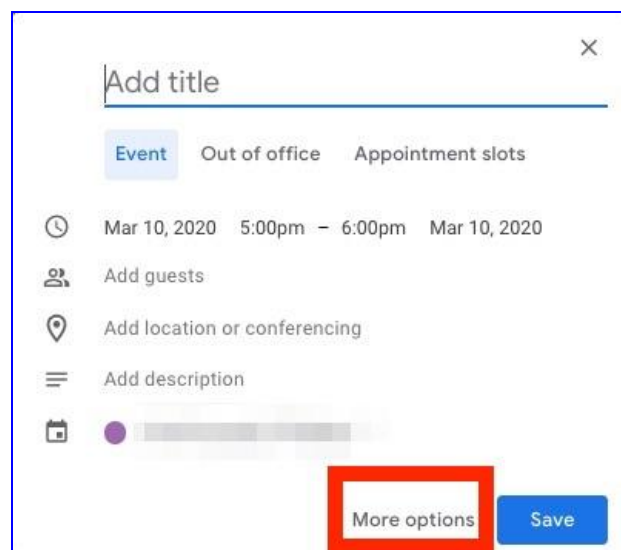 Add title
Event Out of office Appointment slots
Mar 10, 2020 5:00pm – 6:00pm Mar 10, 2020
Add guests
Add location or conferencing
Add description
More options Save